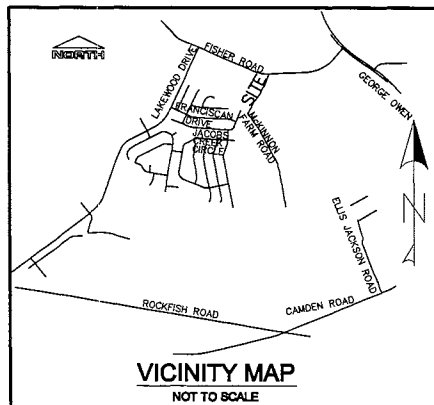 NORTH
FISHER ROAD
LAKEWOOD DRIVE
GEORGE OWEN
SITE
FRANCISCAN
DRIVE
McKINNON
FARM ROAD
JACOBS
CREEK
CIRCLE
N
ELLIS JACKSON ROAD
ROCKFISH ROAD
CAMDEN ROAD
VICINITY MAP
NOT TO SCALE